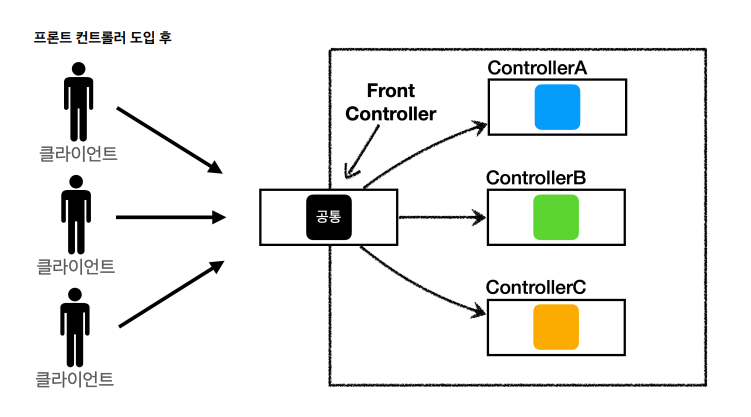 프론트 컨트롤러 도입 후
클라이언트
클라이언트
클라이언트
Front
Controller
공통
ControllerA
ControllerB
ControllerC